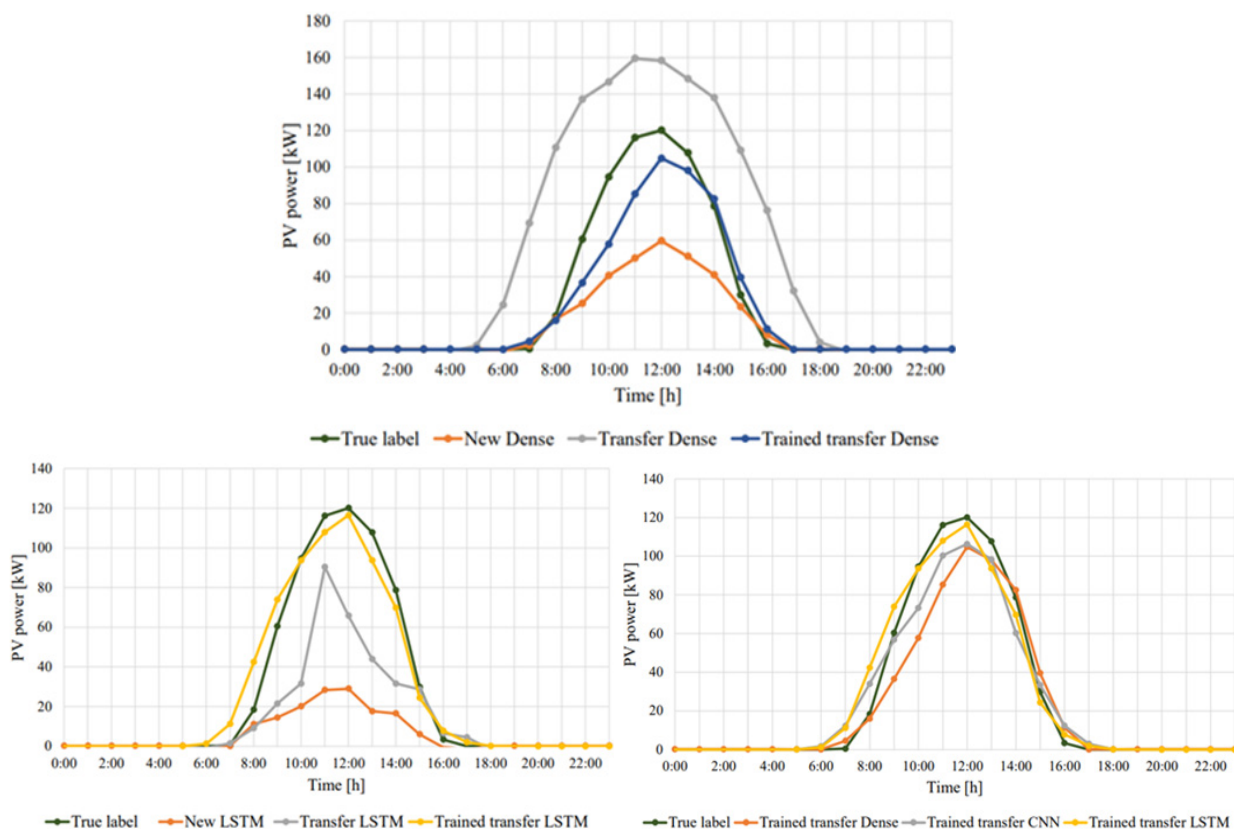 180
160
140
120
100
80
60
40
20
0
PV power [kW]
0:00 2:00 4:00 6:00 8:00 10:00 12:00 14:00 16:00 18:00 20:00 22:00
Time [h]
True label New Dense Transfer Dense Trained transfer Dense
140
120
100
80
60
40
20
0
PV power [kW]
0:00 2:00 4:00 6:00 8:00 10:00 12:00 14:00 16:00 18:00 20:00 22:00
Time [h]
True label New LSTM Transfer LSTM Trained transfer LSTM
140
120
100
80
60
40
20
0
PV power [kW]
0:00 2:00 4:00 6:00 8:00 10:00 12:00 14:00 16:00 18:00 20:00 22:00
Time [h]
True label Trained transfer Dense Trained transfer CNN Trained transfer LSTM